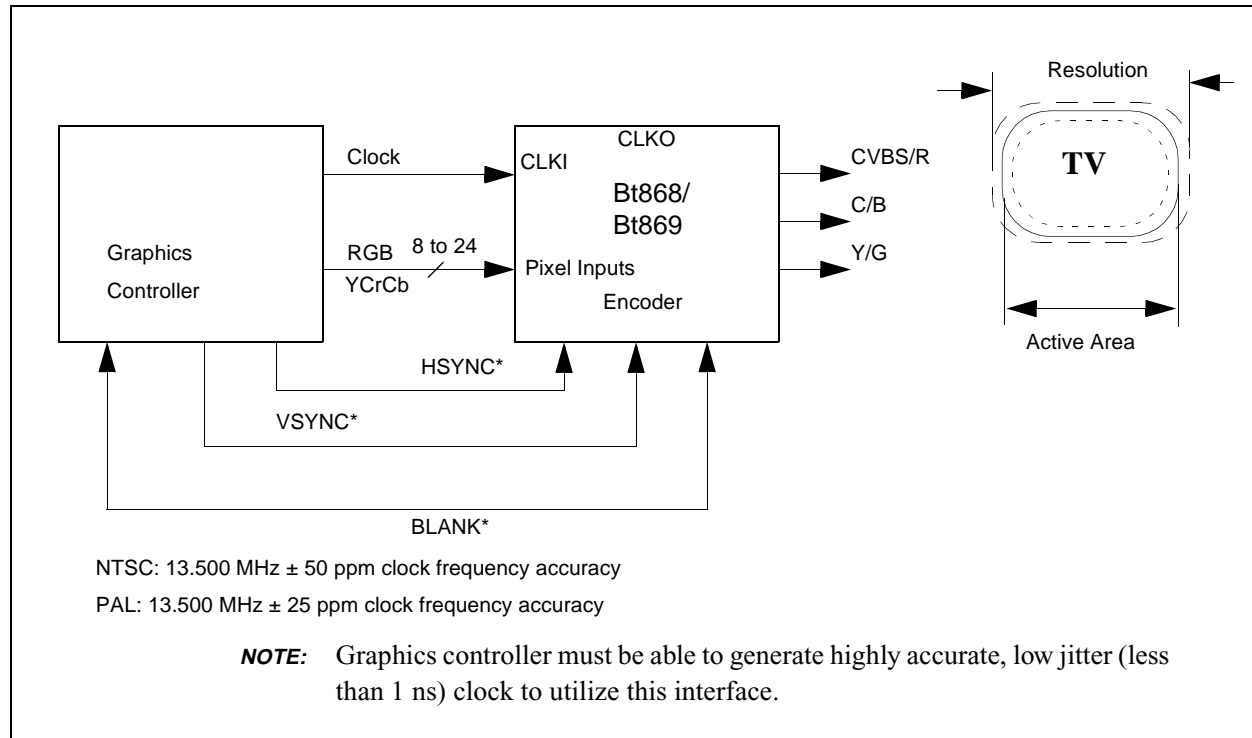 Resolution
TV
Active Area
Graphics
Controller
Clock
RGB
8 to 24
YCrCb
CLKO
CLKI
Bt868/
Bt869
Pixel Inputs
Encoder
CVBS/R
C/B
Y/G
HSYNC*
VSYNC*
BLANK*
NTSC: 13.500 MHz ± 50 ppm clock frequency accuracy
PAL: 13.500 MHz ± 25 ppm clock frequency accuracy
NOTE: Graphics controller must be able to generate highly accurate, low jitter (less
than 1 ns) clock to utilize this interface.